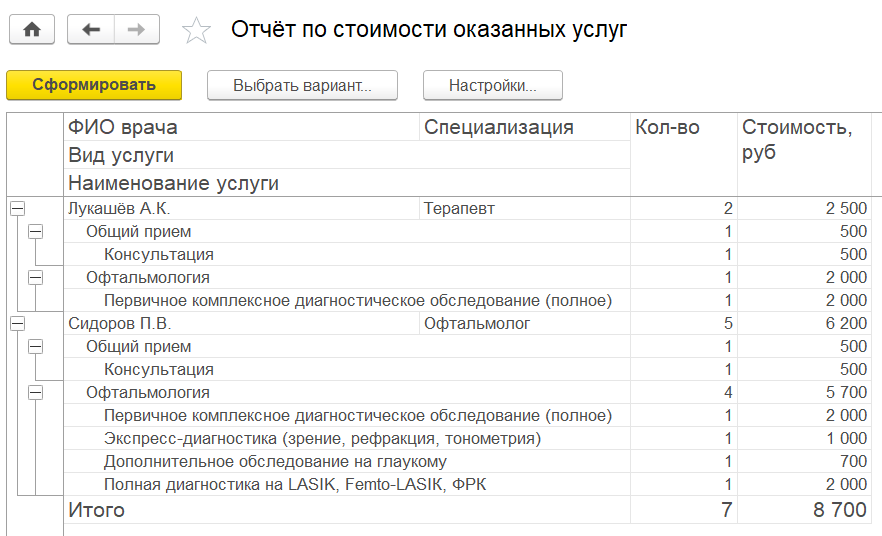 Отчёт по стоимости оказанных услуг
Сформировать Выбрать вариант... Настройки...
ФИО врача Специализация Кол-во Стоимость, руб
Вид услуги
Наименование услуги
Лукашёв А.К. Терапевт 2 2 500
Общий прием 1 500
Консультация 1 500
Офтальмология 1 2 000
Первичное комплексное диагностическое обследование (полное) 1 2 000
Сидоров П.В. Офтальмолог 5 6 200
Общий прием 1 500
Консультация 1 500
Офтальмология 4 5 700
Первичное комплексное диагностическое обследование (полное) 1 2 000
Экспресс-диагностика (зрение, рефракция, тонометрия) 1 1 000
Дополнительное обследование на глаукому 1 700
Полная диагностика на LASIK, Femto-LASIK, ФРК 1 2 000
Итого 7 8 700